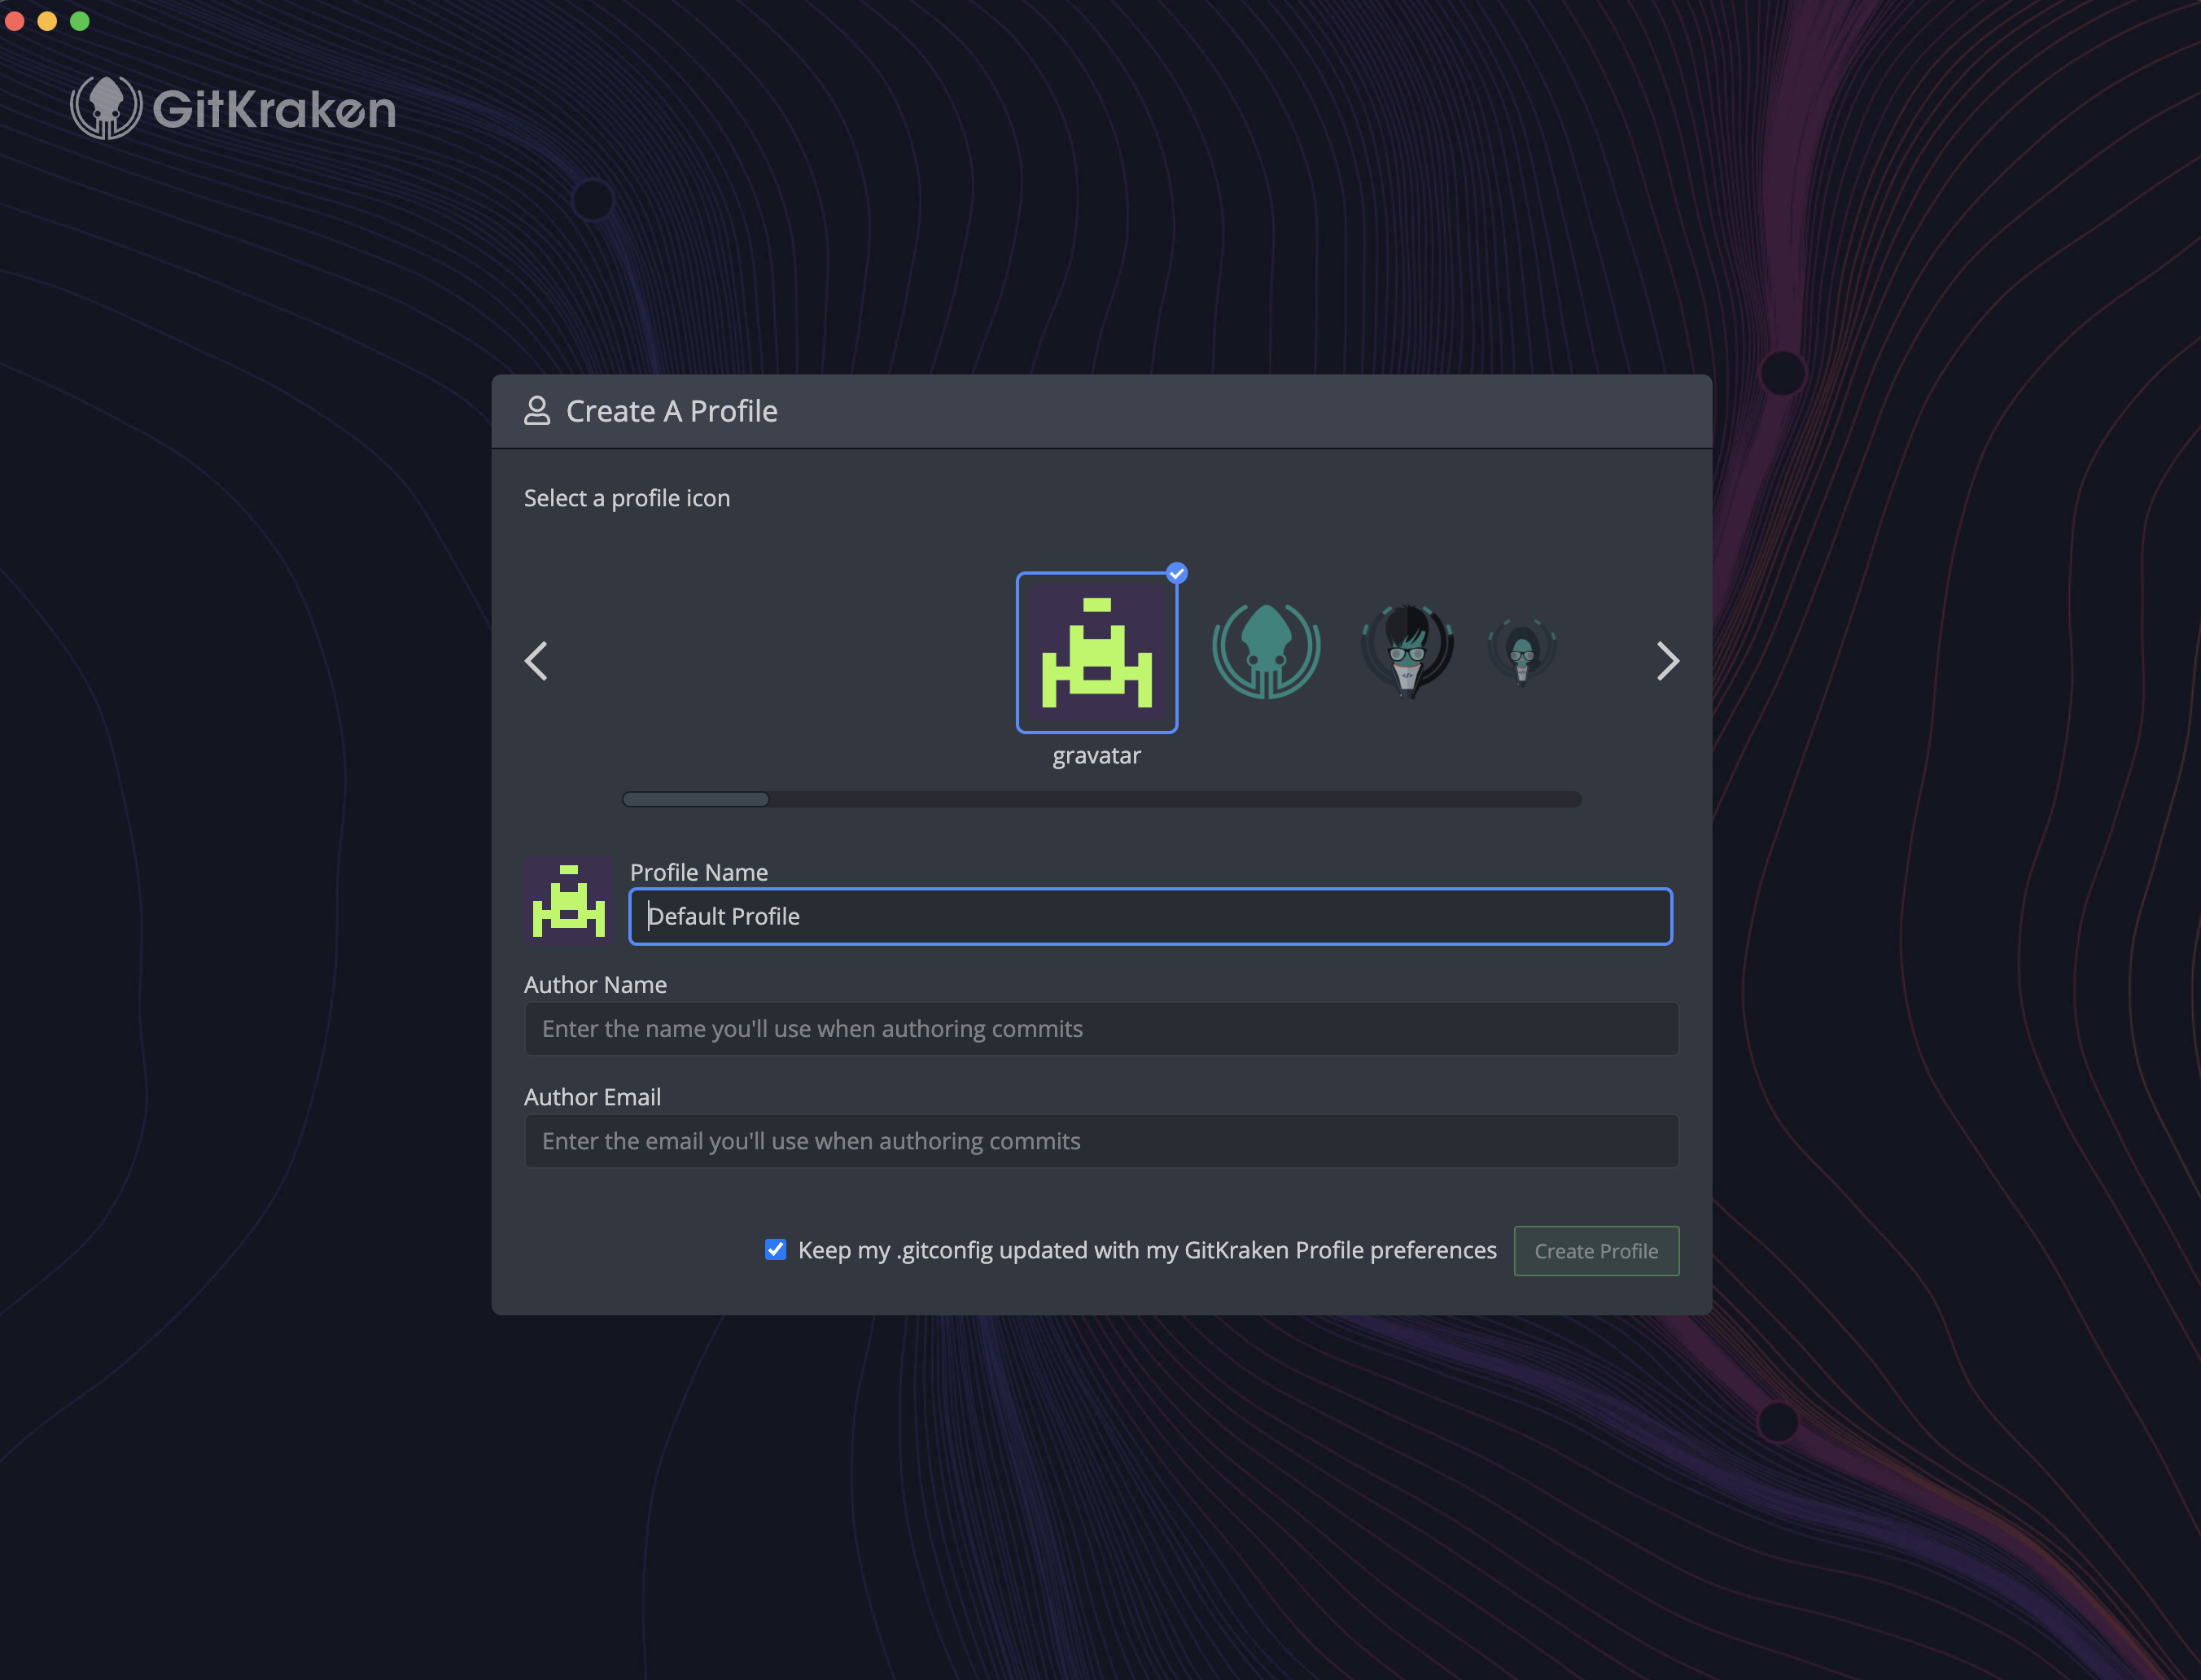 GitKraken
Create A Profile
Select a profile icon
gravatar
Profile Name
Default Profile
Author Name
Enter the name you'll use when authoring commits
Author Email
Enter the email you'll use when authoring commits
Keep my .gitconfig updated with my GitKraken Profile preferences
Create Profile